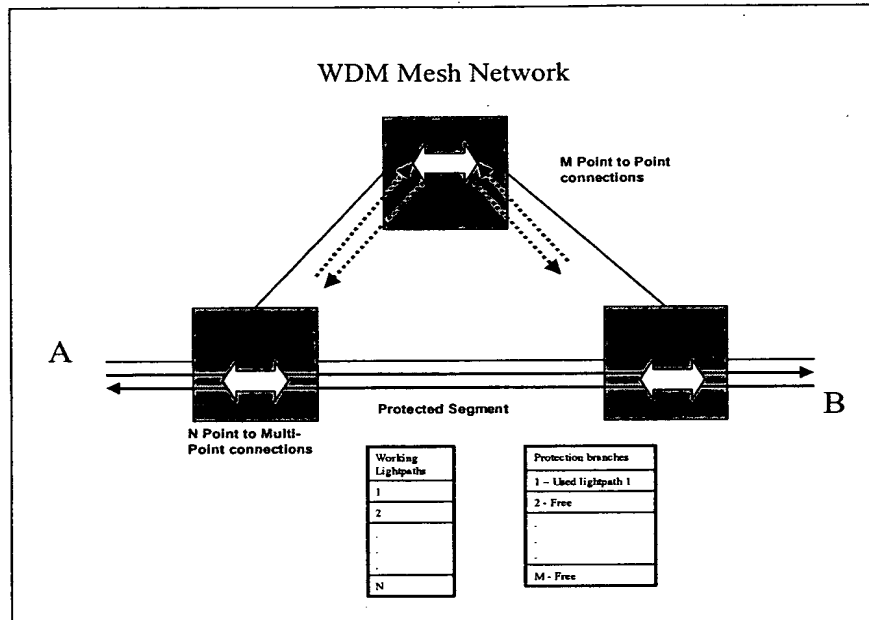 WDM Mesh Network
M Point to Point
connections
A
B
Protected Segment
N Point to Multi-
Point connections
Working
Lightpaths
1
2
.
.
.
N
Protection branches
1 – Used lightpath 1
2 - Free
.
.
.
M - Free